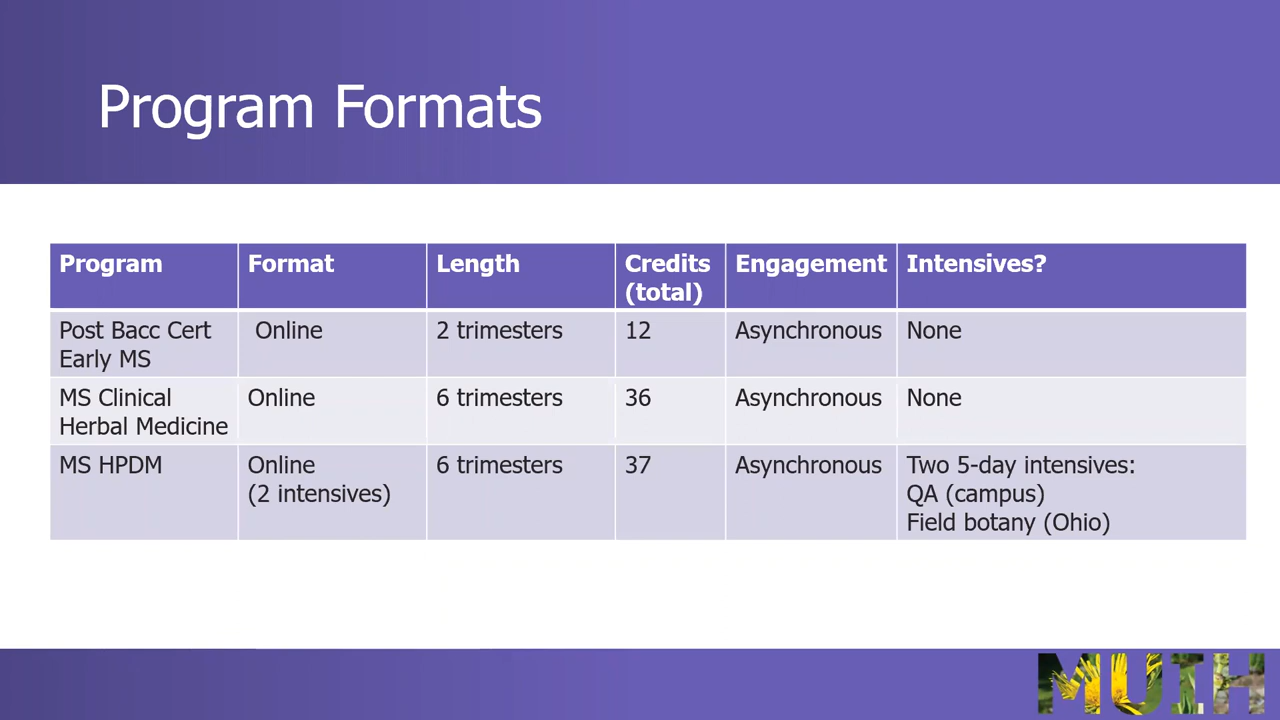 Program Formats
Program Format Length Credits (total) Engagement Intensives?
Post Bacc Cert Early MS Online 2 trimesters 12 Asynchronous None
MS Clinical Herbal Medicine Online 6 trimesters 36 Asynchronous None
MS HPDM Online (2 intensives) 6 trimesters 37 Asynchronous Two 5-day intensives: QA (campus) Field botany (Ohio)
MUIH